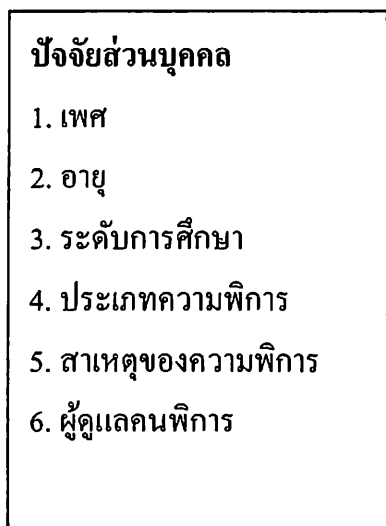 ปัจจัยส่วนบุคคล
1. เพศ
2. อายุ
3. ระดับการศึกษา
4. ประเภทความพิการ
5. สาเหตุของความพิการ
6. ผู้ดูแลคนพิการ